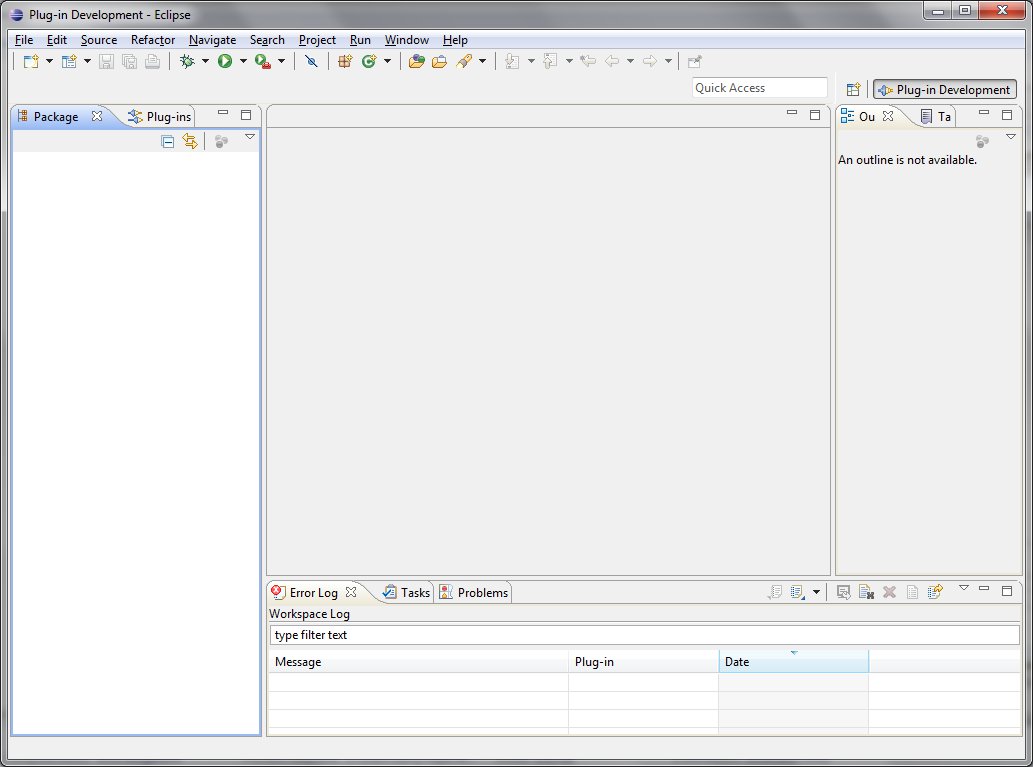 Plug-in Development - Eclipse
File Edit Source Refactor Navigate Search Project Run Window Help
Quick Access
Plug-in Development
Package Plug-ins
Ou Ta
An outline is not available.
Error Log Tasks Problems
Workspace Log
type filter text
Message Plug-in Date